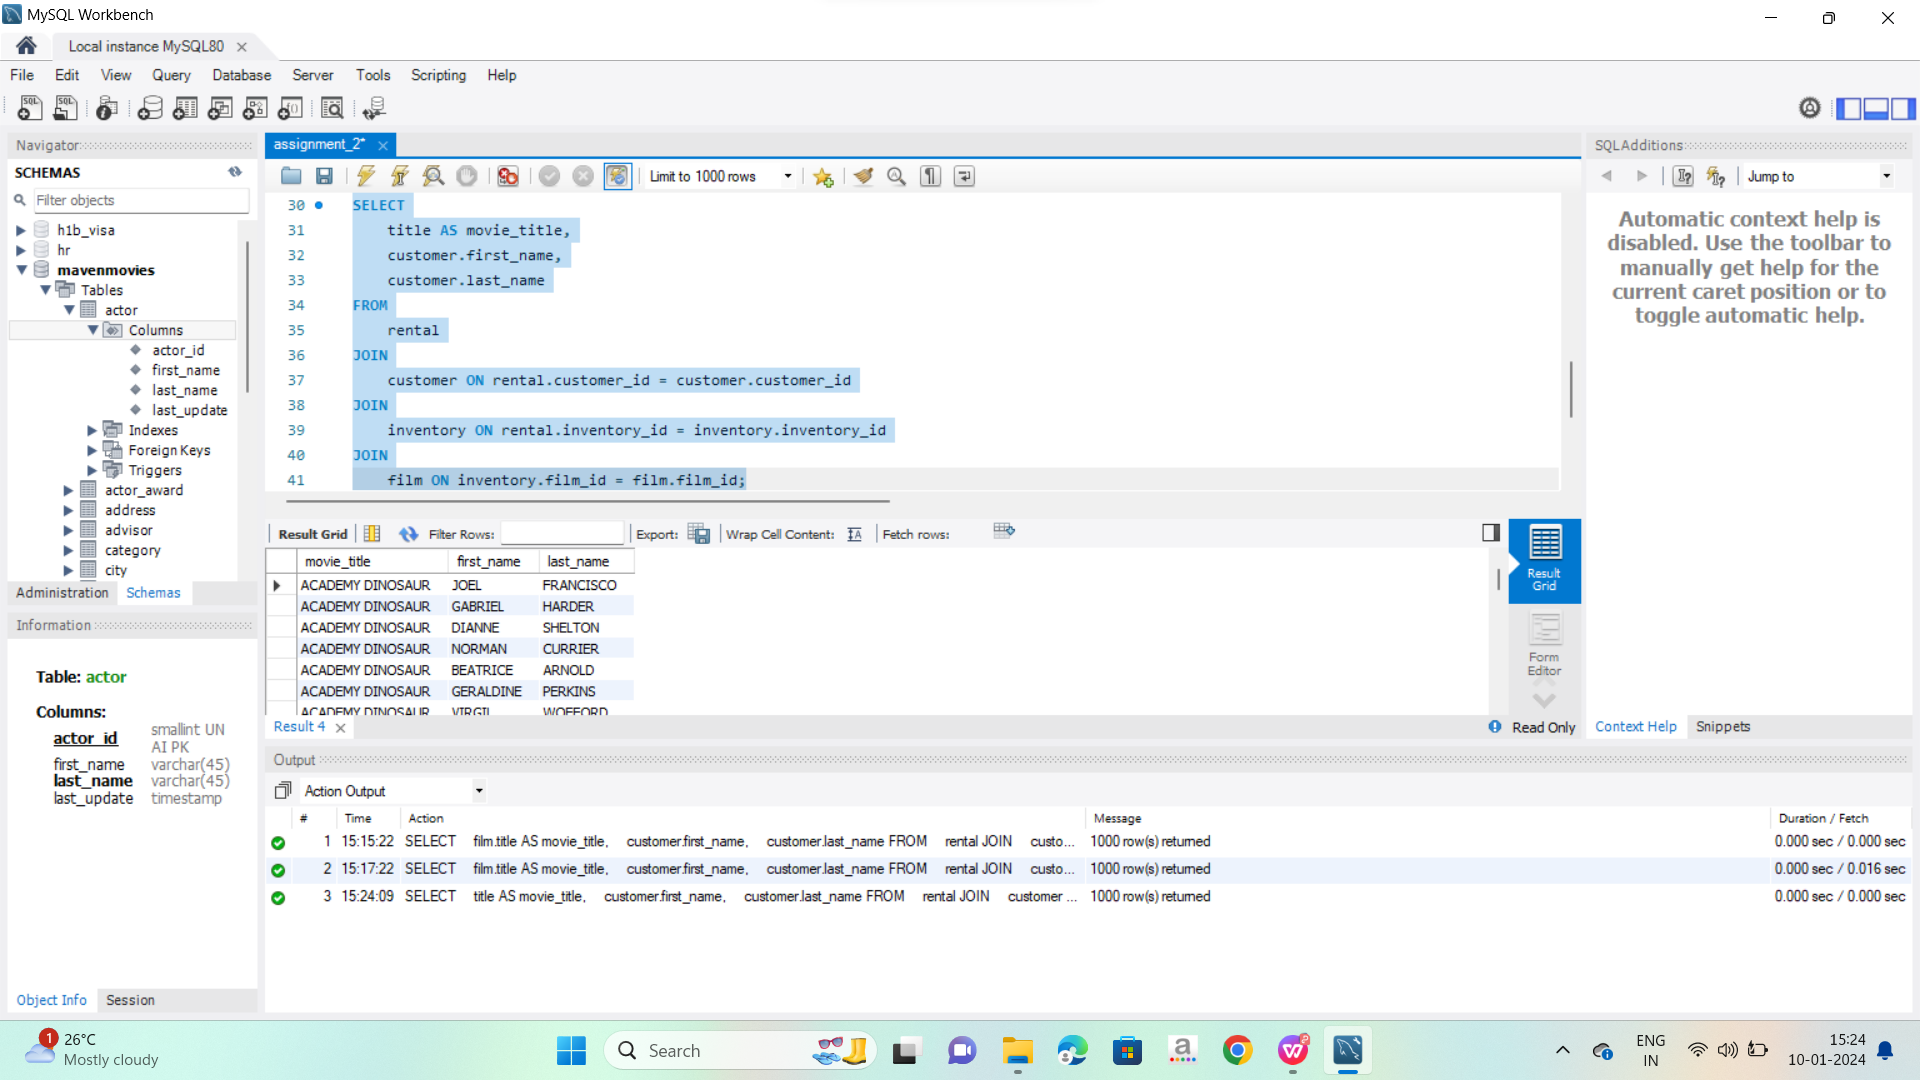 MySQL Workbench
Local instance MySQL80
File Edit View Query Database Server Tools Scripting Help
Navigator
SCHEMAS
Filter objects
h1b_visa
hr
mavenmovies
Tables
actor
Columns
actor_id
first_name
last_name
last_update
Indexes
Foreign Keys
Triggers
actor_award
address
advisor
category
city
Administration Schemas
Information
Table: actor
Columns:
actor_id smallint UN AI PK
first_name varchar(45)
last_name varchar(45)
last_update timestamp
Object Info Session
assignment_2*
Limit to 1000 rows
30 SELECT
31 title AS movie_title,
32 customer.first_name,
33 customer.last_name
34 FROM
35 rental
36 JOIN
37 customer ON rental.customer_id = customer.customer_id
38 JOIN
39 inventory ON rental.inventory_id = inventory.inventory_id
40 JOIN
41 film ON inventory.film_id = film.film_id;
Result Grid Filter Rows: Export: Wrap Cell Content: Fetch rows:
movie_title first_name last_name
ACADEMY DINOSAUR JOEL FRANCISCO
ACADEMY DINOSAUR GABRIEL HARDER
ACADEMY DINOSAUR DIANNE SHELTON
ACADEMY DINOSAUR NORMAN CURRIER
ACADEMY DINOSAUR BEATRICE ARNOLD
ACADEMY DINOSAUR GERALDINE PERKINS
ACADEMY DINOSAUR VIRGIL WOFFORD
Result Grid
Form Editor
Result 4
Read Only
SQLAdditions
Jump to
Automatic context help is
disabled. Use the toolbar to
manually get help for the
current caret position or to
toggle automatic help.
Context Help Snippets
Output
Action Output
# Time Action Message Duration / Fetch
1 15:15:22 SELECT film.title AS movie_title, customer.first_name, customer.last_name FROM rental JOIN custo... 1000 row(s) returned 0.000 sec / 0.000 sec
2 15:17:22 SELECT film.title AS movie_title, customer.first_name, customer.last_name FROM rental JOIN custo... 1000 row(s) returned 0.000 sec / 0.016 sec
3 15:24:09 SELECT title AS movie_title, customer.first_name, customer.last_name FROM rental JOIN customer ... 1000 row(s) returned 0.000 sec / 0.000 sec
1
26°C
Mostly cloudy
Search
ENG
IN
15:24
10-01-2024